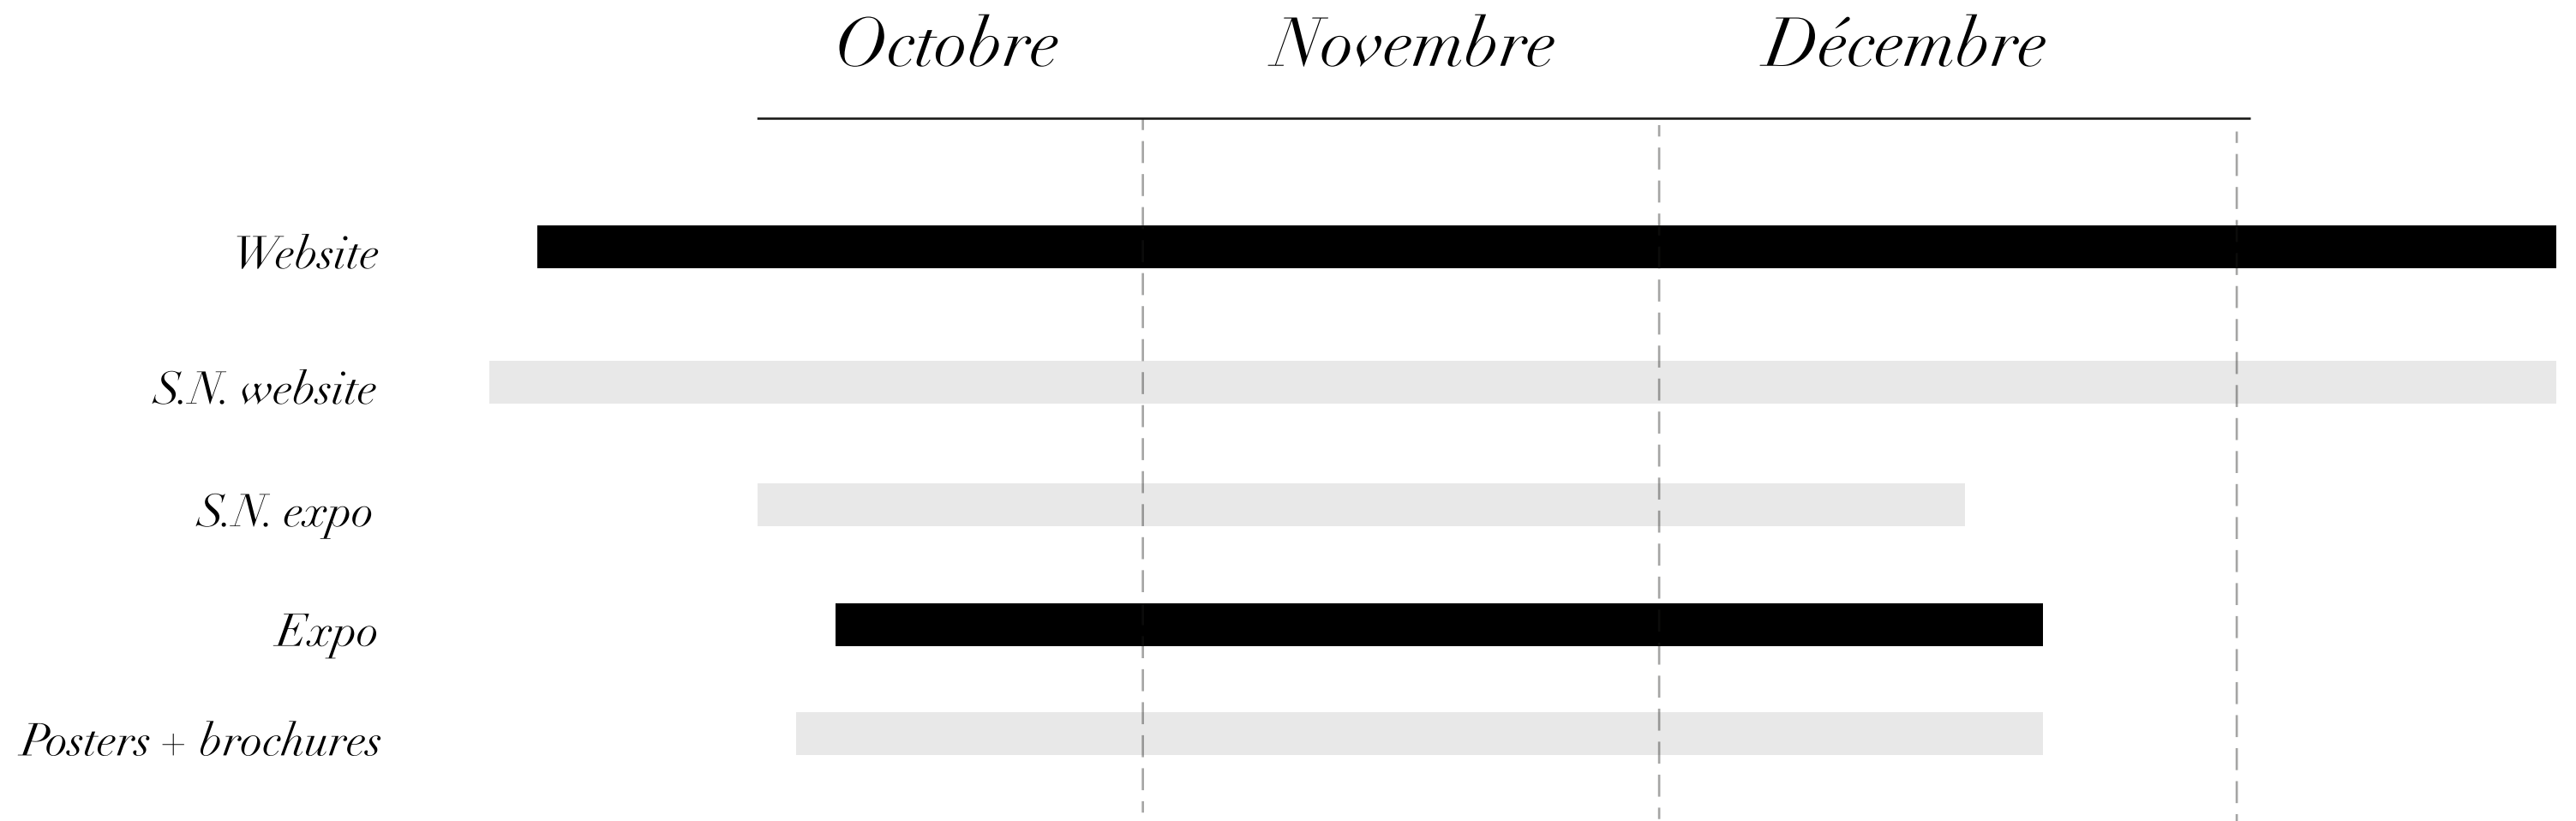 Octobre Novembre Décembre
Website
S.N. website
S.N. expo
Expo
Posters + brochures